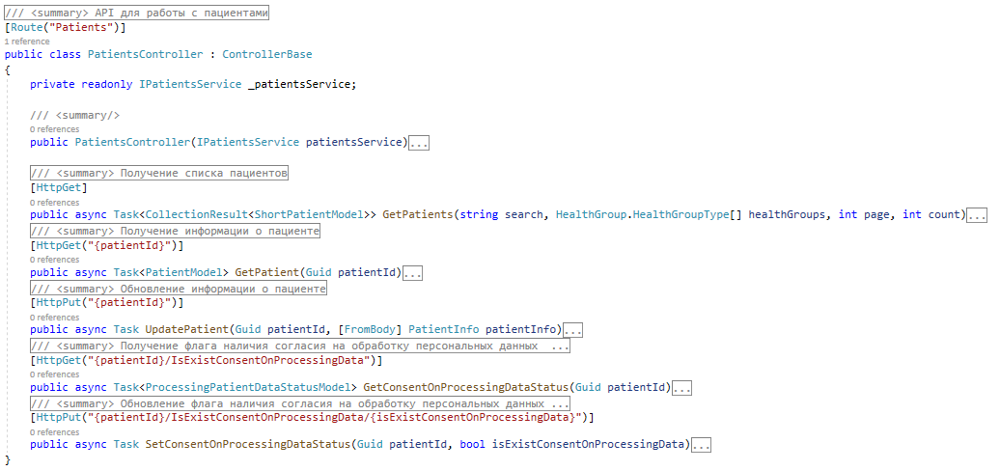 /// <summary> API для работы с пациентами
[Route("Patients")]
1 reference
public class PatientsController : ControllerBase
{
private readonly IPatientsService _patientsService;
/// <summary/>
0 references
public PatientsController(IPatientsService patientsService)...
/// <summary> Получение списка пациентов
[HttpGet]
0 references
public async Task<CollectionResult<ShortPatientModel>> GetPatients(string search, HealthGroup.HealthGroupType[] healthGroups, int page, int count)...
/// <summary> Получение информации о пациенте
[HttpGet("{patientId}")]
0 references
public async Task<PatientModel> GetPatient(Guid patientId)...
/// <summary> Обновление информации о пациенте
[HttpPut("{patientId}")]
0 references
public async Task UpdatePatient(Guid patientId, [FromBody] PatientInfo patientInfo)...
/// <summary> Получение флага наличия согласия на обработку персональных данных ...
[HttpGet("{patientId}/IsExistConsentOnProcessingData")]
0 references
public async Task<ProcessingPatientDataStatusModel> GetConsentOnProcessingDataStatus(Guid patientId)...
/// <summary> Обновление флага наличия согласия на обработку персональных данных ...
[HttpPut("{patientId}/IsExistConsentOnProcessingData/{isExistConsentOnProcessingData}")]
0 references
public async Task SetConsentOnProcessingDataStatus(Guid patientId, bool isExistConsentOnProcessingData)...
}